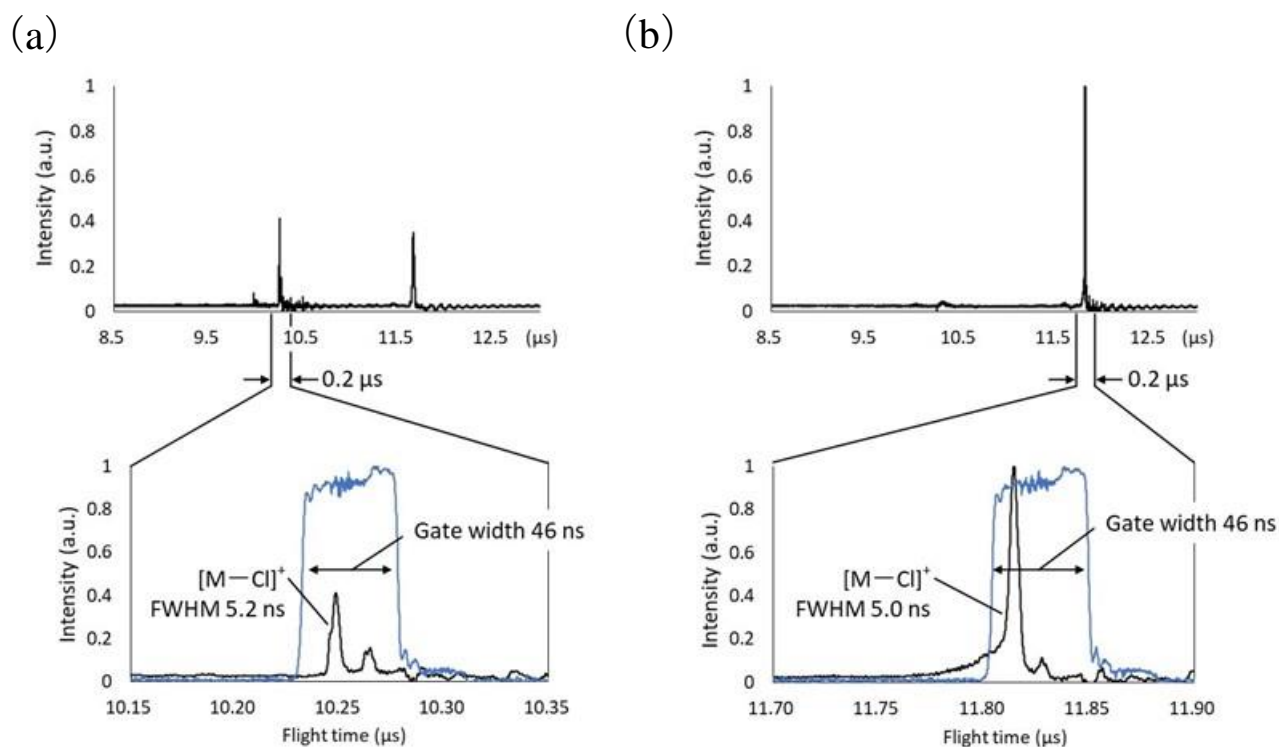 (a)
1
0.8
0.6
0.4
0.2
0
Intensity (a.u.)
8.5 9.5 10.5 11.5 (μs) 12.5
0.2 μs
1
0.8
0.6
0.4
0.2
0
Intensity (a.u.)
Gate width 46 ns
[M—Cl]⁺
FWHM 5.2 ns
10.15 10.20 10.25 10.30 10.35
Flight time (μs)
(b)
1
0.8
0.6
0.4
0.2
0
Intensity (a.u.)
8.5 9.5 10.5 11.5 (μs) 12.5
0.2 μs
1
0.8
0.6
0.4
0.2
0
Intensity (a.u.)
Gate width 46 ns
[M—Cl]⁺
FWHM 5.0 ns
11.70 11.75 11.80 11.85 11.90
Flight time (μs)